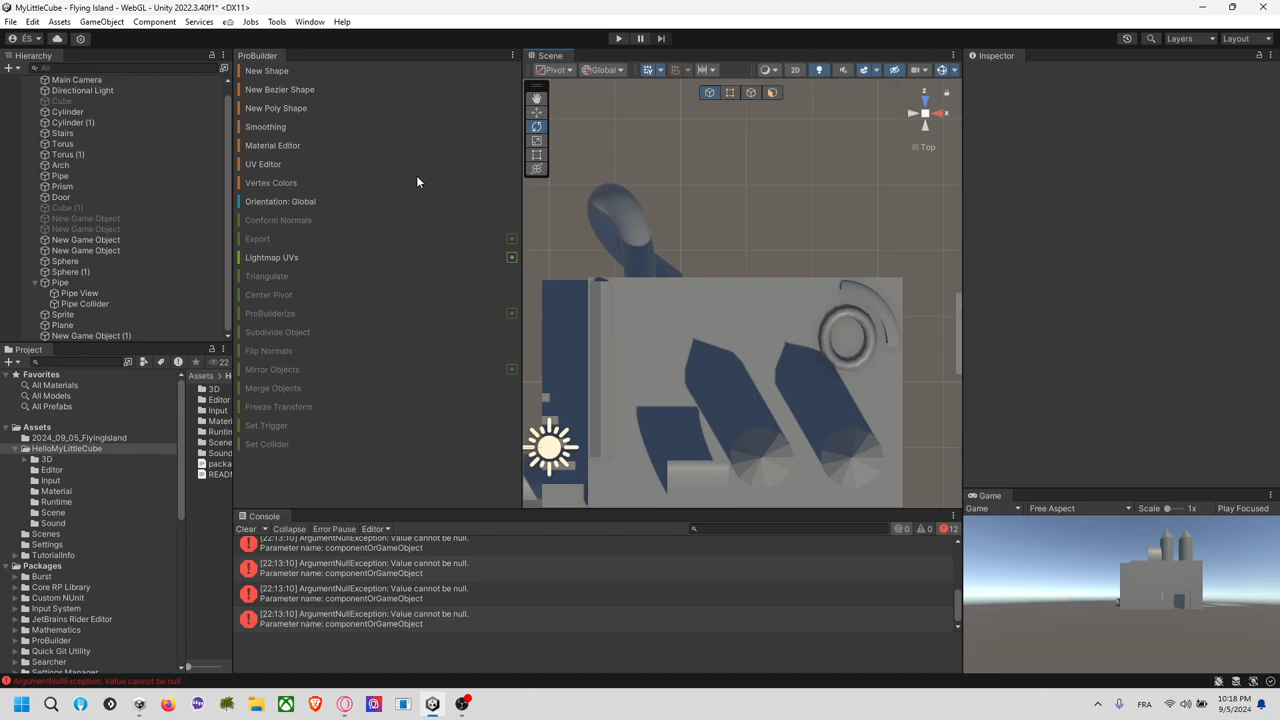 MyLittleCube - Flying Island - WebGL - Unity 2022.3.40f1* <DX11>
File Edit Assets GameObject Component Services Jobs Tools Window Help
ÉS Layers Layout
Hierarchy
All
Main Camera
Directional Light
Cube
Cylinder
Cylinder (1)
Stairs
Torus
Torus (1)
Arch
Pipe
Prism
Door
Cube (1)
New Game Object
New Game Object
New Game Object
New Game Object
Sphere
Sphere (1)
Pipe
Pipe View
Pipe Collider
Sprite
Plane
New Game Object (1)
Project
22
Favorites
All Materials
All Models
All Prefabs
Assets
2024_09_05_FlyingIsland
HelloMyLittleCube
3D
Editor
Input
Material
Runtime
Scene
Sound
Scenes
Settings
TutorialInfo
Packages
Burst
Core RP Library
Custom NUnit
Input System
JetBrains Rider Editor
Mathematics
ProBuilder
Quick Git Utility
Searcher
Settings Manager
Assets > H
3D
Editor
Input
Materi
Runtim
Scene
Sound
packa
READ
ProBuilder
New Shape
New Bezier Shape
New Poly Shape
Smoothing
Material Editor
UV Editor
Vertex Colors
Orientation: Global
Conform Normals
Export
Lightmap UVs
Triangulate
Center Pivot
ProBuilderize
Subdivide Object
Flip Normals
Mirror Objects
Merge Objects
Freeze Transform
Set Trigger
Set Collider
Scene
Pivot Global 2D
z
x
Top
Inspector
Console
Clear Collapse Error Pause Editor
0 0 12
[22:13:10] ArgumentNullException: Value cannot be null.
Parameter name: componentOrGameObject
[22:13:10] ArgumentNullException: Value cannot be null.
Parameter name: componentOrGameObject
[22:13:10] ArgumentNullException: Value cannot be null.
Parameter name: componentOrGameObject
[22:13:10] ArgumentNullException: Value cannot be null.
Parameter name: componentOrGameObject
Game
Game Free Aspect Scale 1x Play Focused
ArgumentNullException: Value cannot be null.
FRA
10:18 PM
9/5/2024